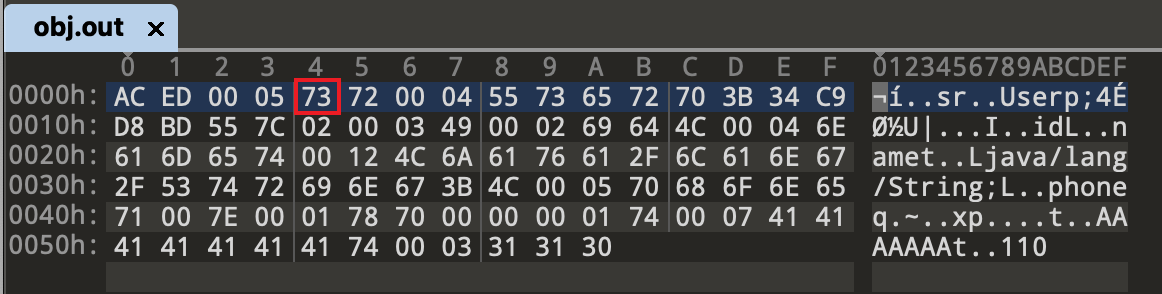 obj.out ×
0 1 2 3 4 5 6 7 8 9 A B C D E F 0123456789ABCDEF
0000h: AC ED 00 05 73 72 00 04 55 73 65 72 70 3B 34 C9 ¬í..sr..Userp;4É
0010h: D8 BD 55 7C 02 00 03 49 00 02 69 64 4C 00 04 6E Ø½U|...I..idL..n
0020h: 61 6D 65 74 00 12 4C 6A 61 76 61 2F 6C 61 6E 67 amet..Ljava/lang
0030h: 2F 53 74 72 69 6E 67 3B 4C 00 05 70 68 6F 6E 65 /String;L..phone
0040h: 71 00 7E 00 01 78 70 00 00 00 01 74 00 07 41 41 q.~..xp....t..AA
0050h: 41 41 41 41 41 74 00 03 31 31 30 AAAAAt..110